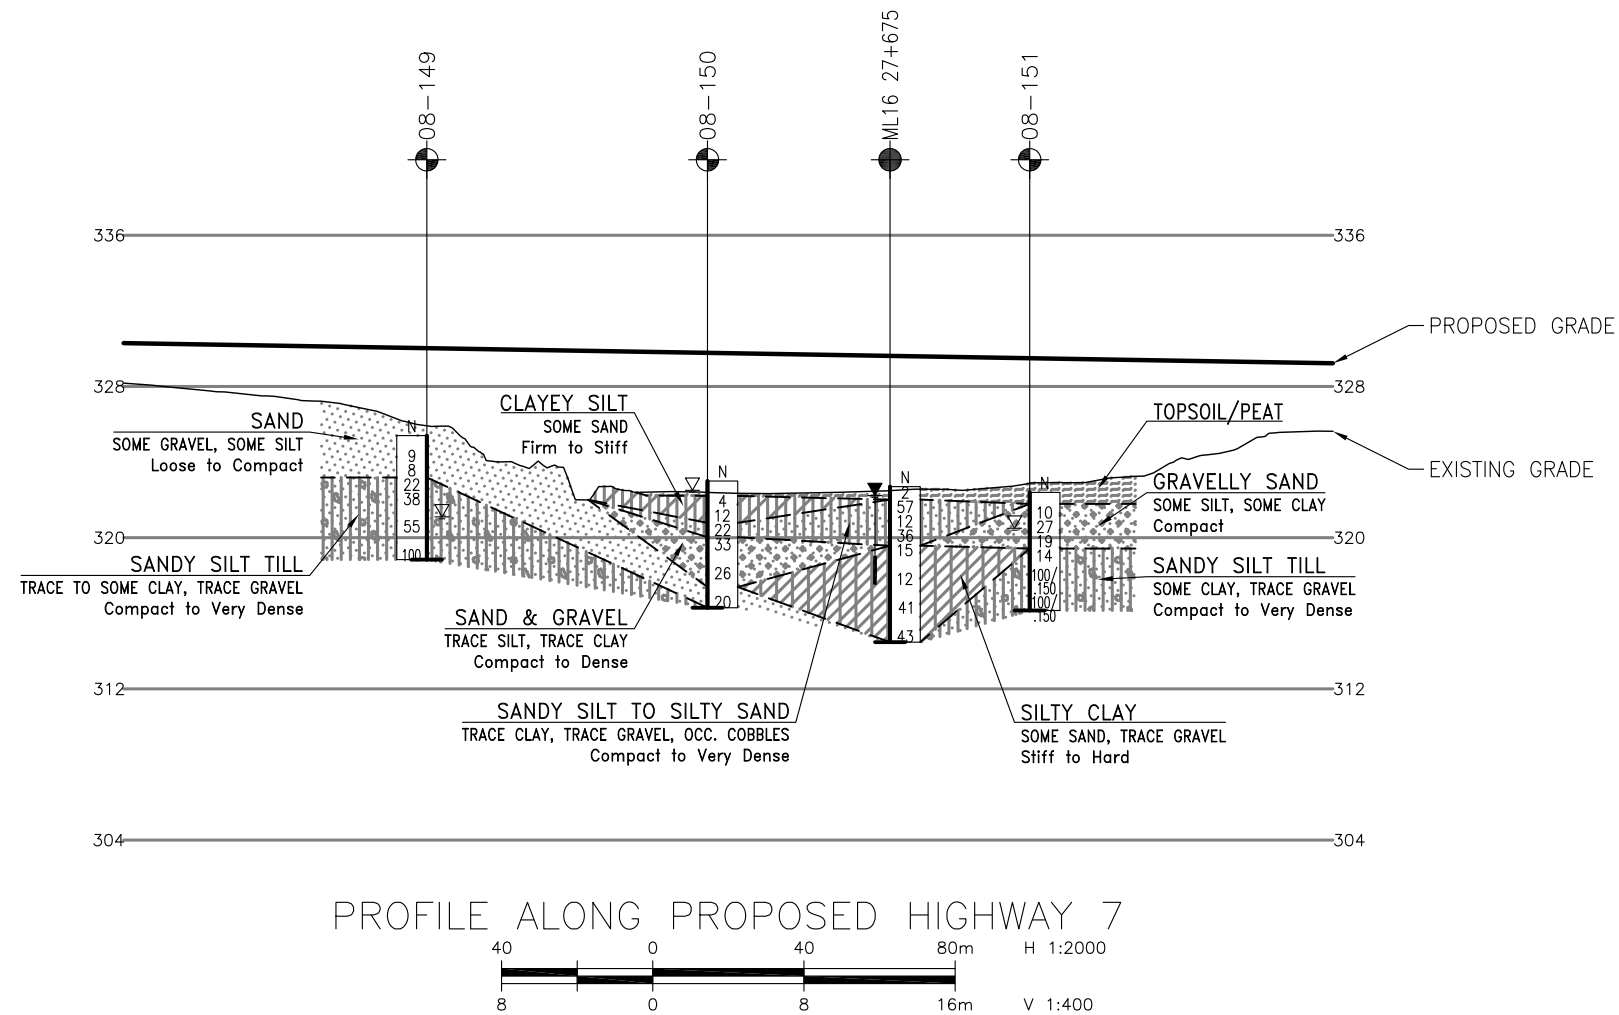 08-149
08-150
ML16 27+675
08-151
336
336
PROPOSED GRADE
328
328
SAND
SOME GRAVEL, SOME SILT
Loose to Compact
CLAYEY SILT
SOME SAND
Firm to Stiff
TOPSOIL/PEAT
EXISTING GRADE
GRAVELLY SAND
SOME SILT, SOME CLAY
Compact
N
9
8
22
38
55
100
N
4
12
22
33
26
20
N
2
57
12
36
15
12
41
43
N
10
27
19
14
100/
.150
100/
.150
320
320
SANDY SILT TILL
TRACE TO SOME CLAY, TRACE GRAVEL
Compact to Very Dense
SANDY SILT TILL
SOME CLAY, TRACE GRAVEL
Compact to Very Dense
SAND & GRAVEL
TRACE SILT, TRACE CLAY
Compact to Dense
312
312
SANDY SILT TO SILTY SAND
TRACE CLAY, TRACE GRAVEL, OCC. COBBLES
Compact to Very Dense
SILTY CLAY
SOME SAND, TRACE GRAVEL
Stiff to Hard
304
304
PROFILE ALONG PROPOSED HIGHWAY 7
40 0 40 80m H 1:2000
8 0 8 16m V 1:400